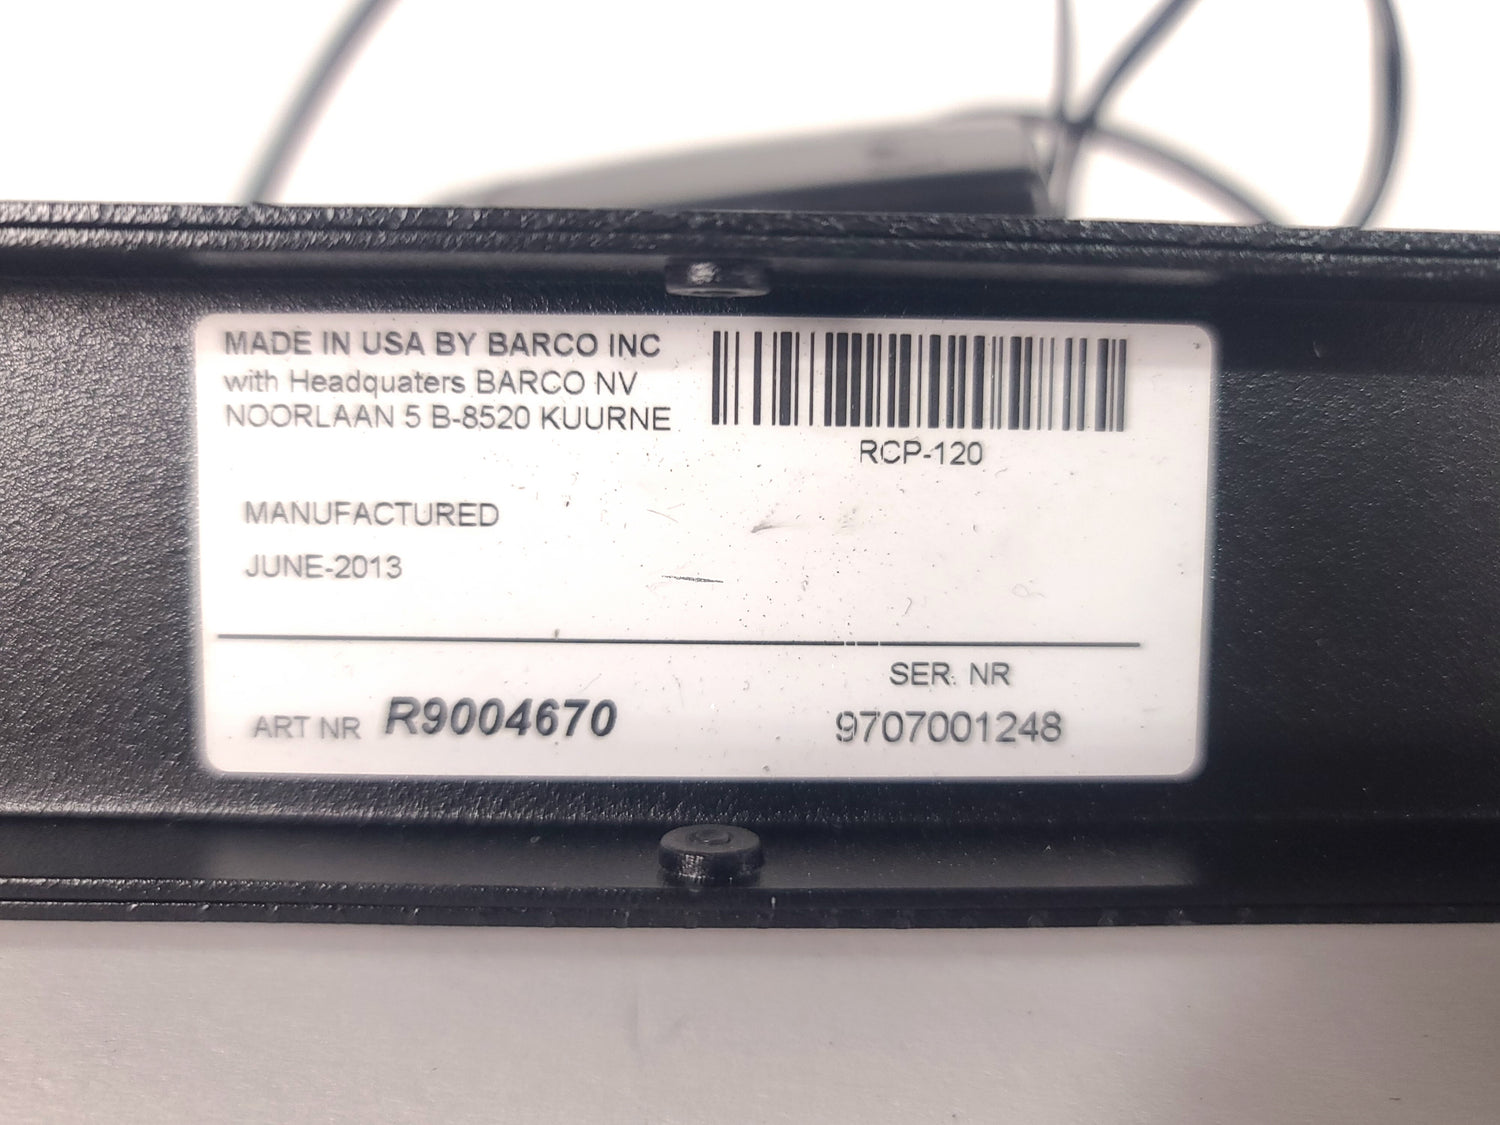 MADE IN USA BY BARCO INC
with Headquaters BARCO NV
NOORLAAN 5 B-8520 KUURNE
RCP-120
MANUFACTURED
JUNE-2013
SER. NR
ART NR R9004670
9707001248